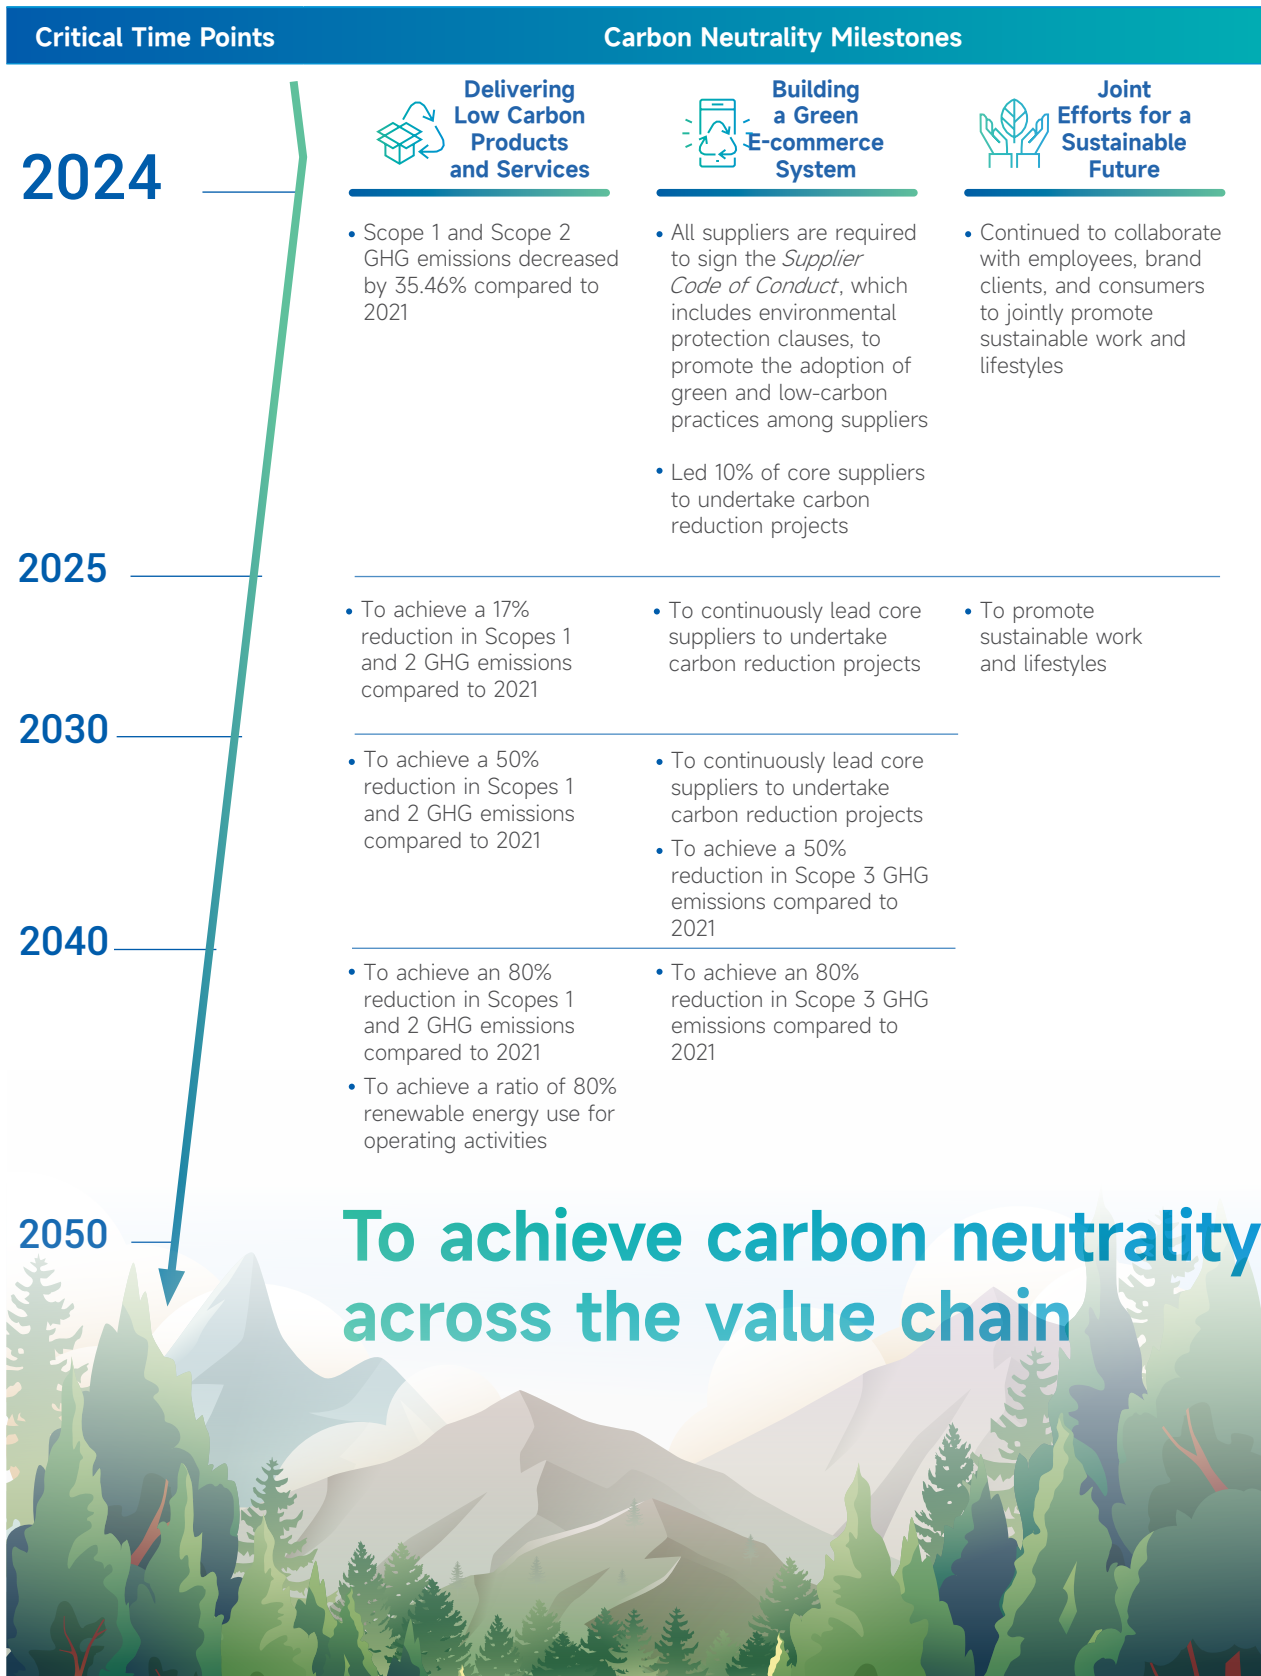 Critical Time Points
Carbon Neutrality Milestones
2024
Delivering
Low Carbon
Products
and Services
Building
a Green
E-commerce
System
Joint
Efforts for a
Sustainable
Future
• Scope 1 and Scope 2
GHG emissions decreased
by 35.46% compared to
2021
• All suppliers are required
to sign the Supplier
Code of Conduct, which
includes environmental
protection clauses, to
promote the adoption of
green and low-carbon
practices among suppliers
• Led 10% of core suppliers
to undertake carbon
reduction projects
• Continued to collaborate
with employees, brand
clients, and consumers
to jointly promote
sustainable work and
lifestyles
2025
• To achieve a 17%
reduction in Scopes 1
and 2 GHG emissions
compared to 2021
• To continuously lead core
suppliers to undertake
carbon reduction projects
• To promote
sustainable work
and lifestyles
2030
• To achieve a 50%
reduction in Scopes 1
and 2 GHG emissions
compared to 2021
• To continuously lead core
suppliers to undertake
carbon reduction projects
• To achieve a 50%
reduction in Scope 3 GHG
emissions compared to
2021
2040
• To achieve an 80%
reduction in Scopes 1
and 2 GHG emissions
compared to 2021
• To achieve a ratio of 80%
renewable energy use for
operating activities
• To achieve an 80%
reduction in Scope 3 GHG
emissions compared to
2021
2050
To achieve carbon neutrality
across the value chain